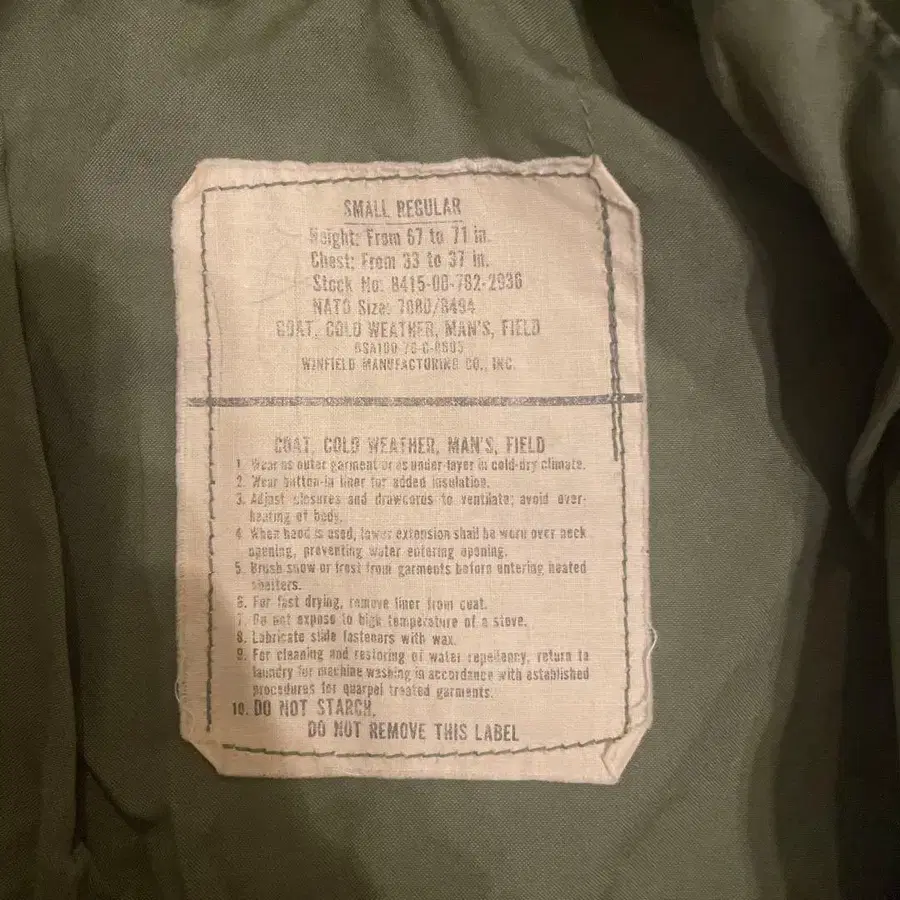 SMALL REGULAR
Height: From 67 to 71 in.
Chest: From 33 to 37 in.
Stock No: 8415-00-782-2936
NATO Size: 7080/8494
COAT, COLD WEATHER, MAN'S, FIELD
WINFIELD MANUFACTURING CO., INC.
COAT, COLD WEATHER, MAN'S, FIELD
1. Wear as outer garment or as under-layer in cold-dry climate.
2. Wear button-in liner for added insulation.
3. Adjust closures and drawcords to ventilate; avoid over-
heating of body.
4. When hood is used, lower extension shall be worn over neck
opening, preventing water entering opening.
5. Brush snow or frost from garments before entering heated
shelters.
6. For fast drying, remove liner from coat.
7. Do not expose to high temperature of a stove.
8. Lubricate slide fasteners with wax.
9. For cleaning and restoring of water repellency, return to
laundry for machine washing in accordance with established
procedures for quarpel treated garments.
10. DO NOT STARCH.
DO NOT REMOVE THIS LABEL